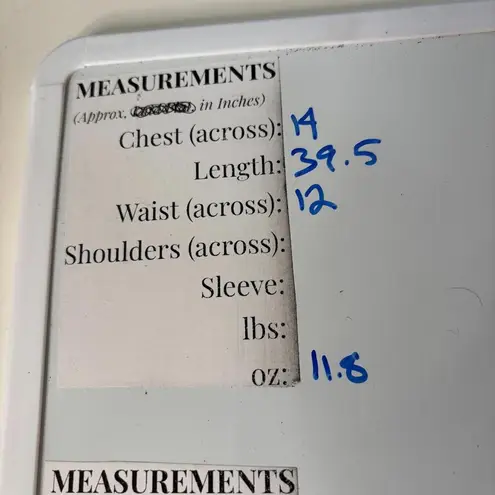 MEASUREMENTS
(Approx. in Inches)
Chest (across): 14
Length: 39.5
Waist (across): 12
Shoulders (across):
Sleeve:
lbs:
oz: 11.8
MEASUREMENTS